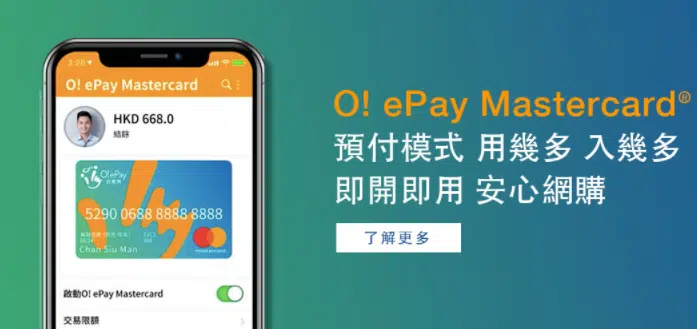 3:28
O! ePay Mastercard
HKD 668.0
結餘
O! ePay
5290 0688 8888 8888
Chan Siu Man
啟動O! ePay Mastercard
交易限額
O! ePay Mastercard®
預付模式 用幾多 入幾多
即開即用 安心網購
了解更多